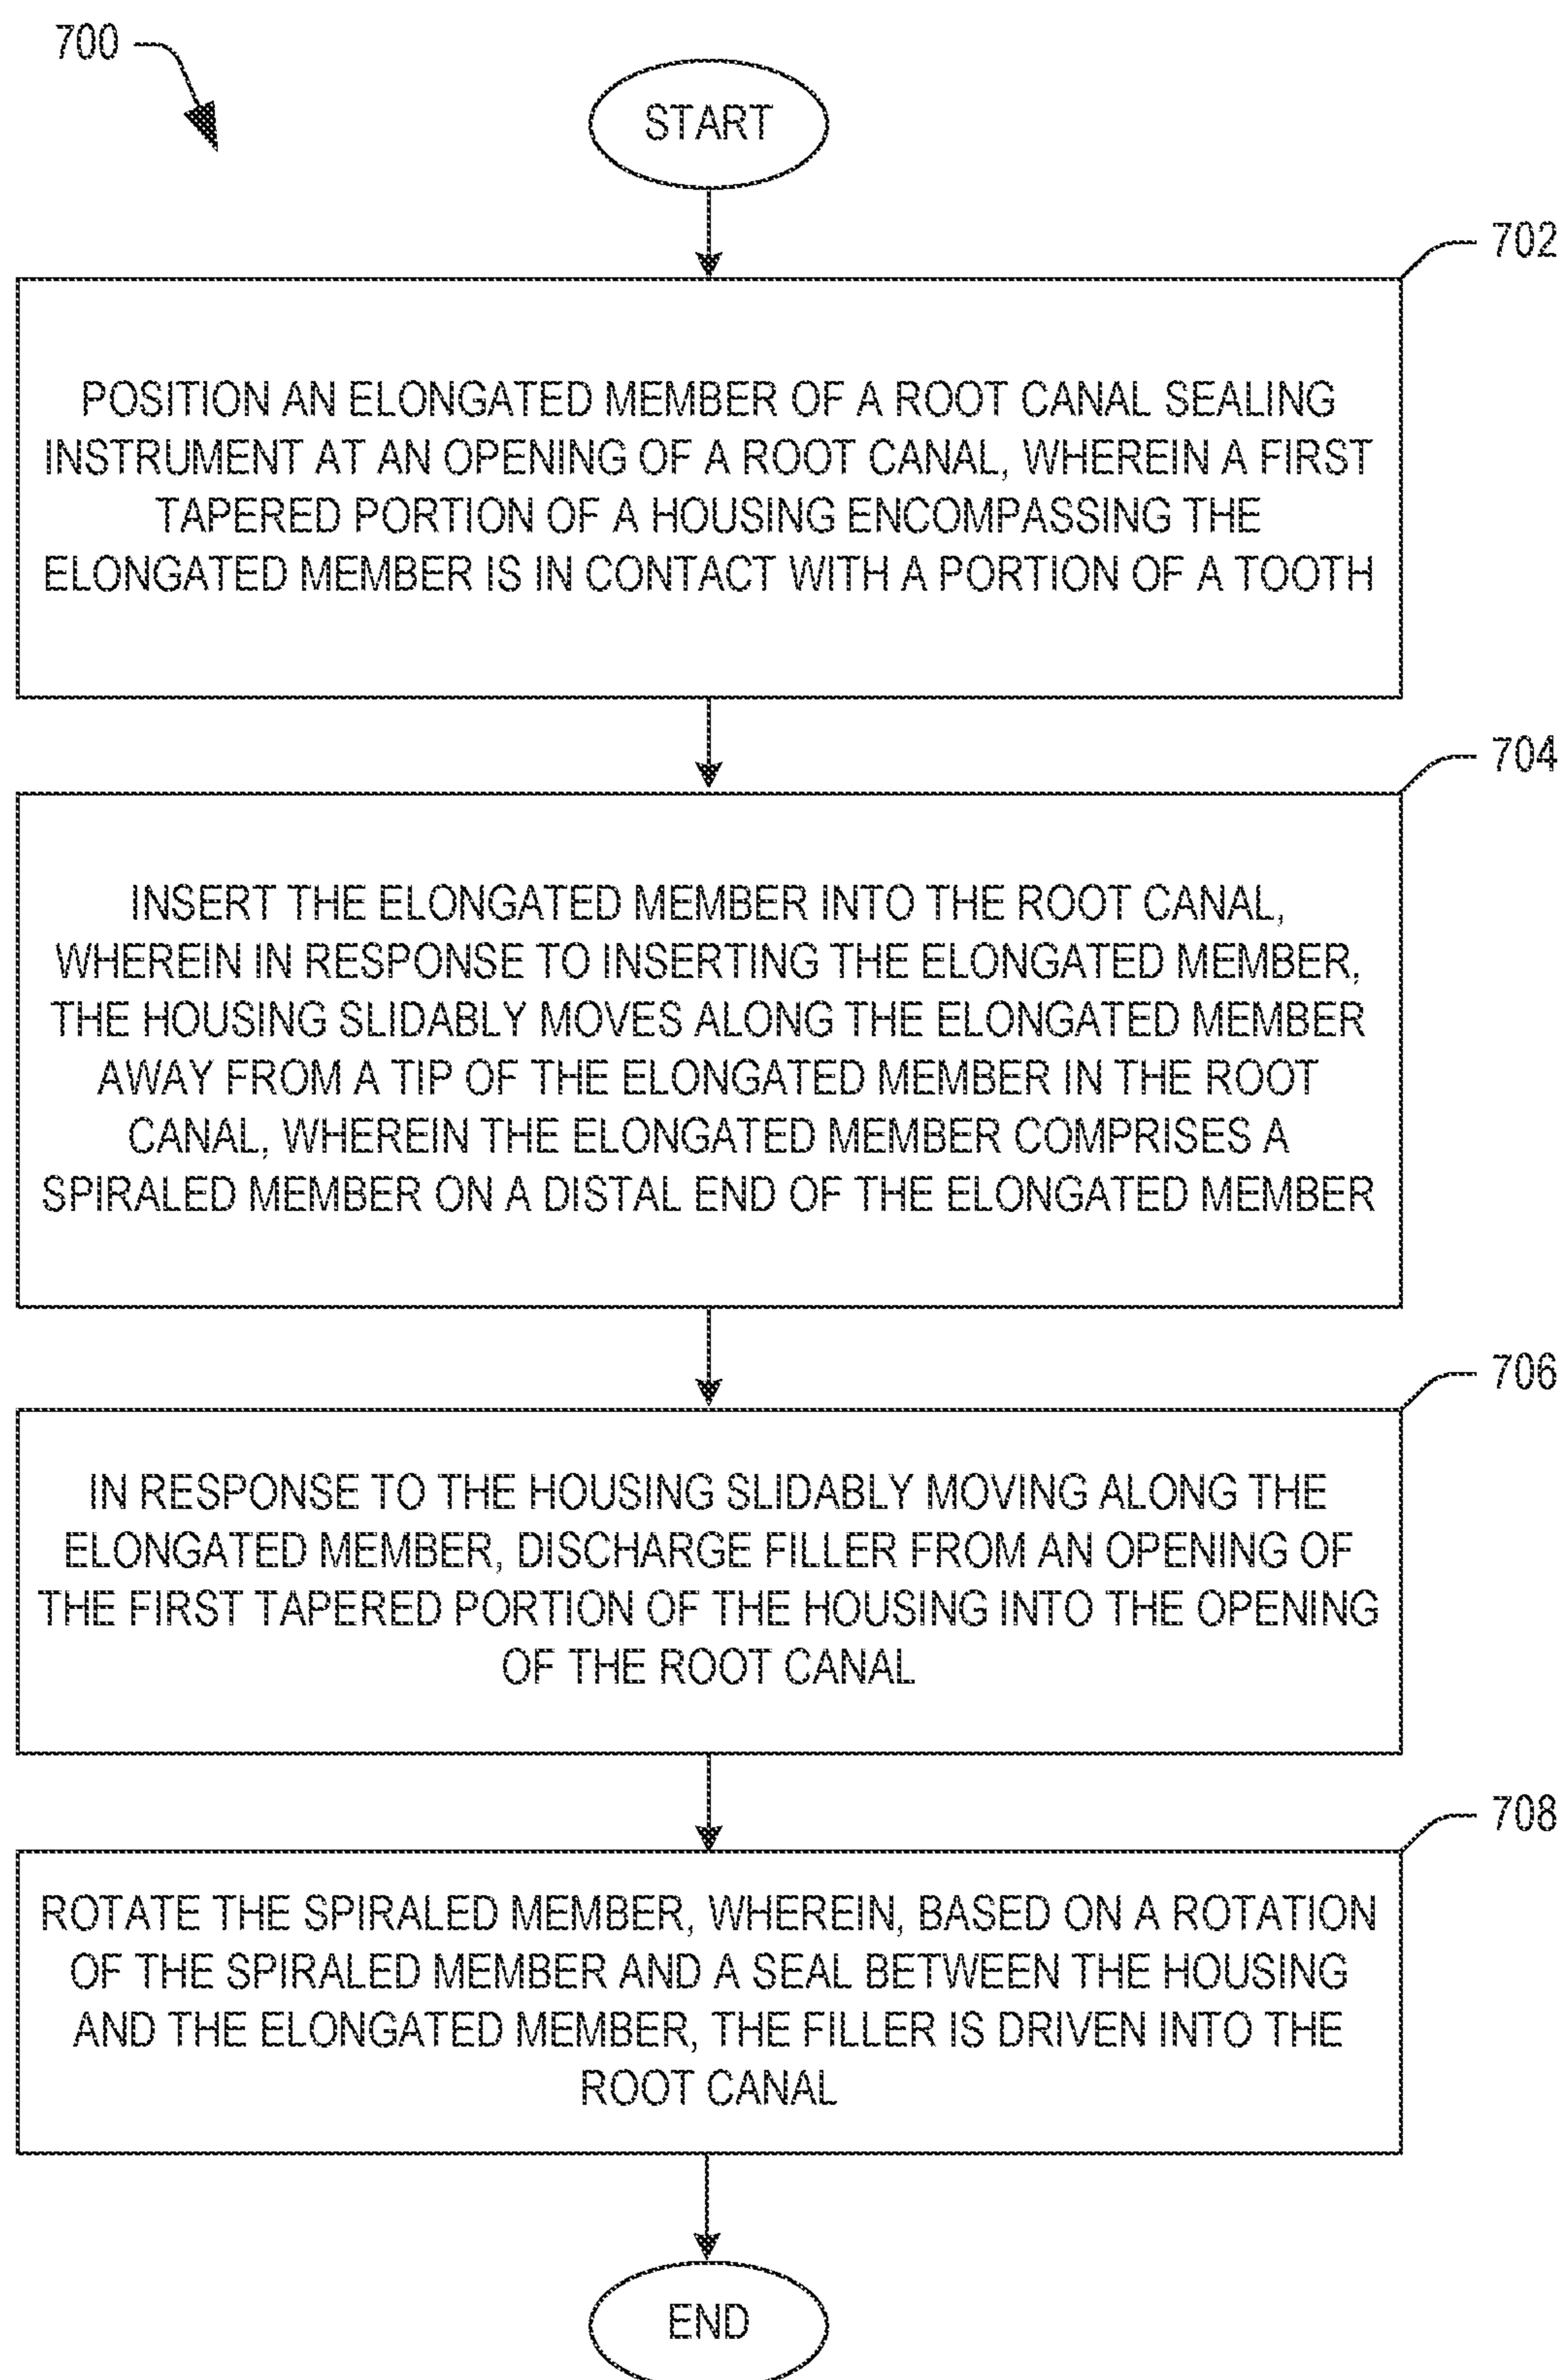 700
START
702
POSITION AN ELONGATED MEMBER OF A ROOT CANAL SEALING
INSTRUMENT AT AN OPENING OF A ROOT CANAL, WHEREIN A FIRST
TAPERED PORTION OF A HOUSING ENCOMPASSING THE
ELONGATED MEMBER IS IN CONTACT WITH A PORTION OF A TOOTH
704
INSERT THE ELONGATED MEMBER INTO THE ROOT CANAL,
WHEREIN IN RESPONSE TO INSERTING THE ELONGATED MEMBER,
THE HOUSING SLIDABLY MOVES ALONG THE ELONGATED MEMBER
AWAY FROM A TIP OF THE ELONGATED MEMBER IN THE ROOT
CANAL, WHEREIN THE ELONGATED MEMBER COMPRISES A
SPIRALED MEMBER ON A DISTAL END OF THE ELONGATED MEMBER
706
IN RESPONSE TO THE HOUSING SLIDABLY MOVING ALONG THE
ELONGATED MEMBER, DISCHARGE FILLER FROM AN OPENING OF
THE FIRST TAPERED PORTION OF THE HOUSING INTO THE OPENING
OF THE ROOT CANAL
708
ROTATE THE SPIRALED MEMBER, WHEREIN, BASED ON A ROTATION
OF THE SPIRALED MEMBER AND A SEAL BETWEEN THE HOUSING
AND THE ELONGATED MEMBER, THE FILLER IS DRIVEN INTO THE
ROOT CANAL
END